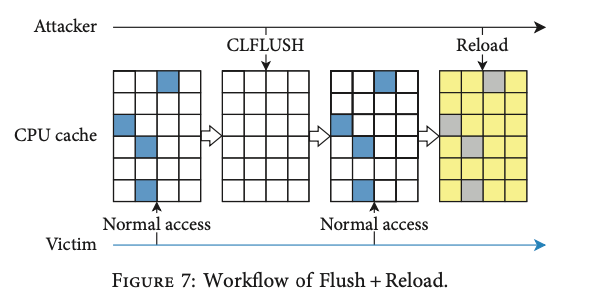 Attacker
CLFLUSH
Reload
CPU cache
Normal access
Normal access
Victim
FIGURE 7: Workflow of Flush + Reload.